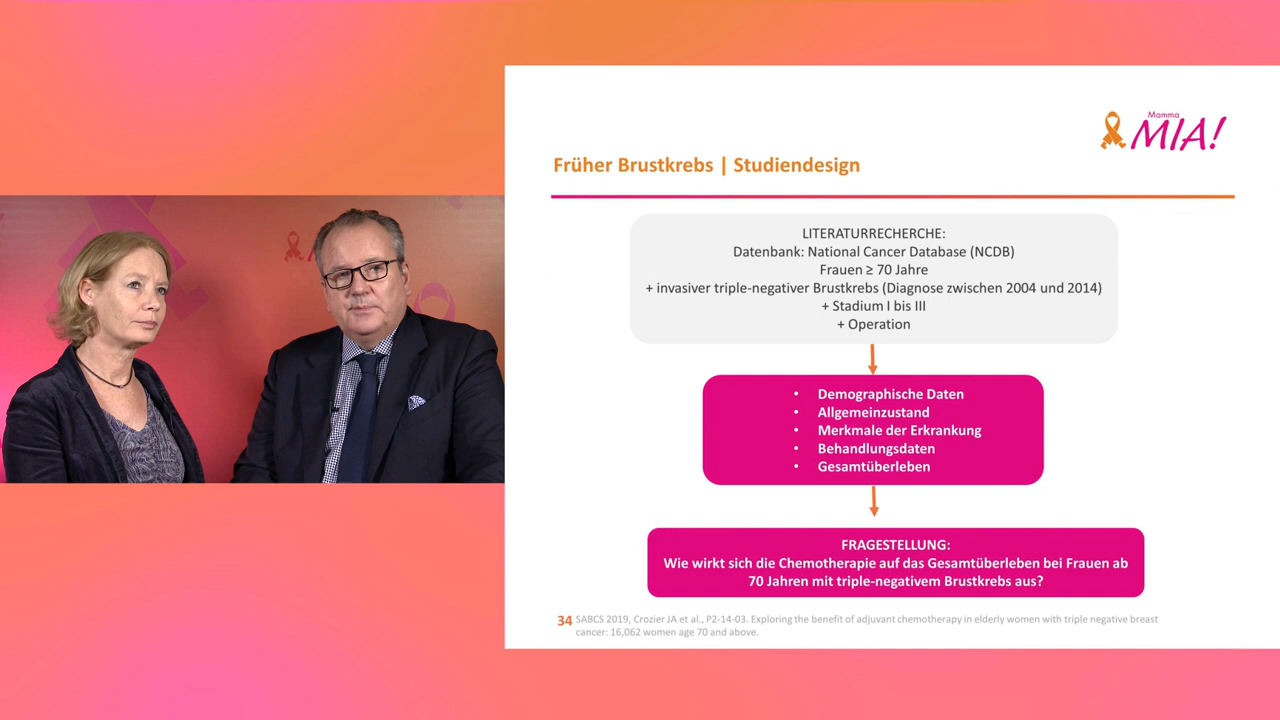 Mamma
MIA!
Früher Brustkrebs | Studiendesign
LITERATURRECHERCHE:
Datenbank: National Cancer Database (NCDB)
Frauen ≥ 70 Jahre
+ invasiver triple-negativer Brustkrebs (Diagnose zwischen 2004 und 2014)
+ Stadium I bis III
+ Operation
• Demographische Daten
• Allgemeinzustand
• Merkmale der Erkrankung
• Behandlungsdaten
• Gesamtüberleben
FRAGESTELLUNG:
Wie wirkt sich die Chemotherapie auf das Gesamtüberleben bei Frauen ab
70 Jahren mit triple-negativem Brustkrebs aus?
34 SABCS 2019, Crozier JA et al., P2-14-03. Exploring the benefit of adjuvant chemotherapy in elderly women with triple negative breast
cancer: 16,062 women age 70 and above.